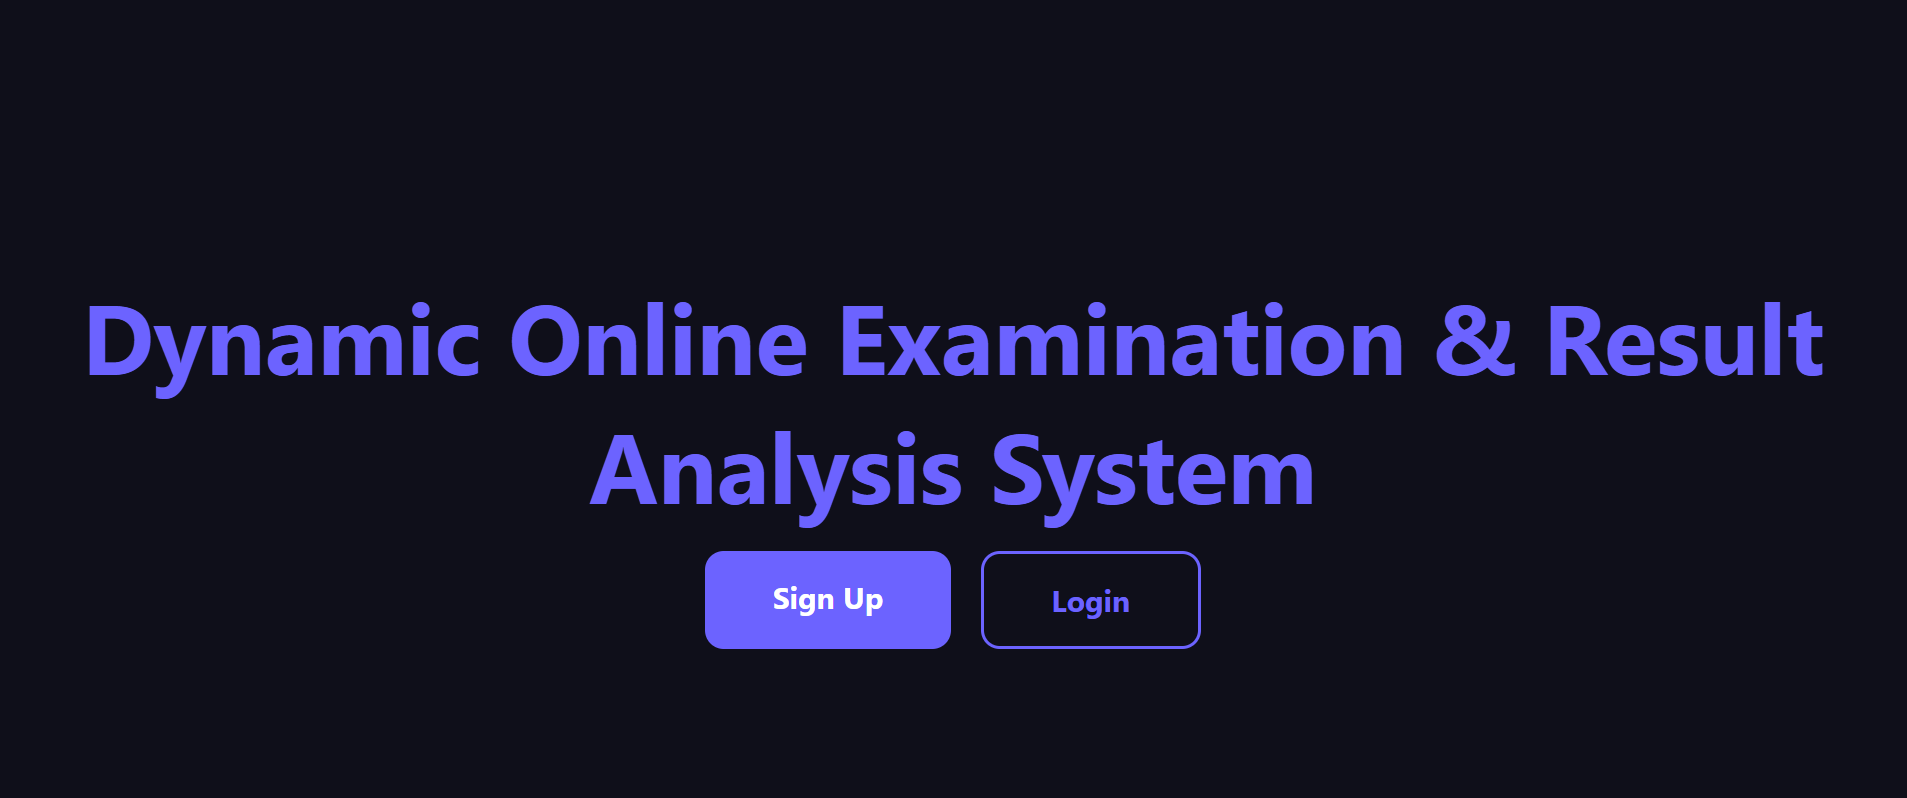 Dynamic Online Examination & Result
Analysis System
Sign Up
Login